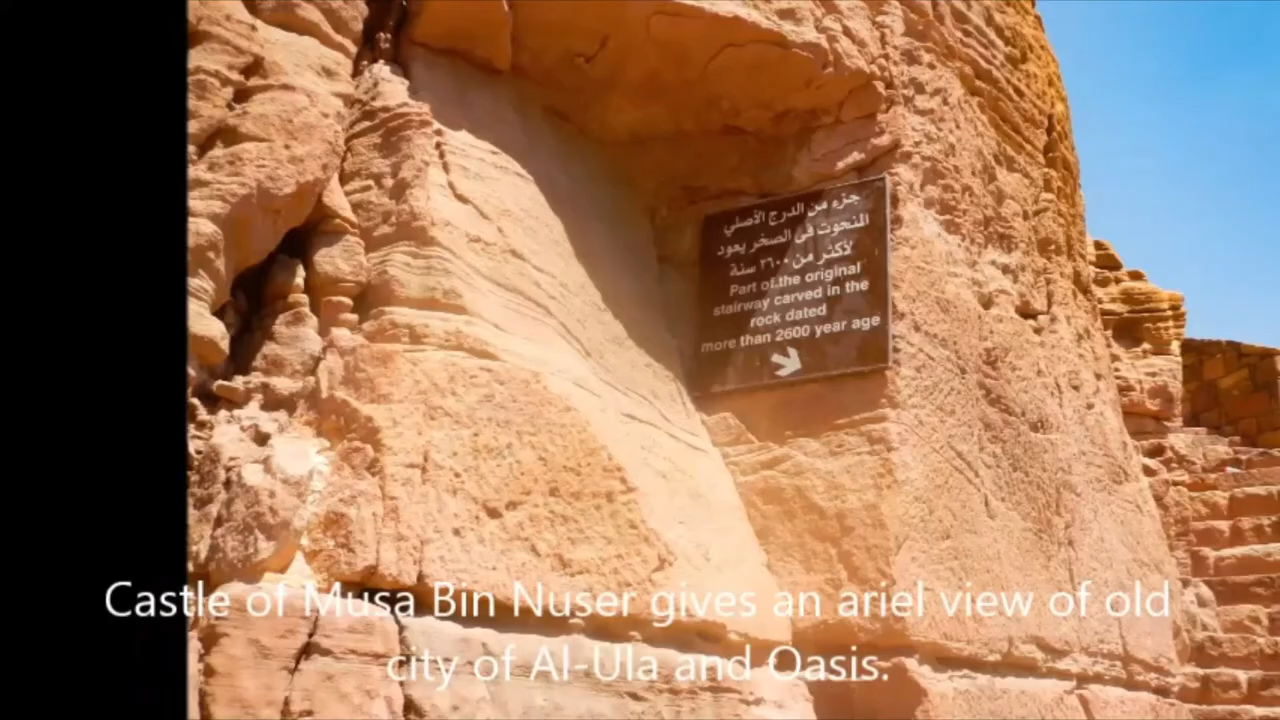 جزء من الدرج الأصلي
المنحوت في الصخر يعود
لأكثر من ٢٦٠٠ سنة
Part of the original
stairway carved in the
rock dated
more than 2600 year age
Castle of Musa Bin Nuser gives an ariel view of old
city of Al-Ula and Oasis.